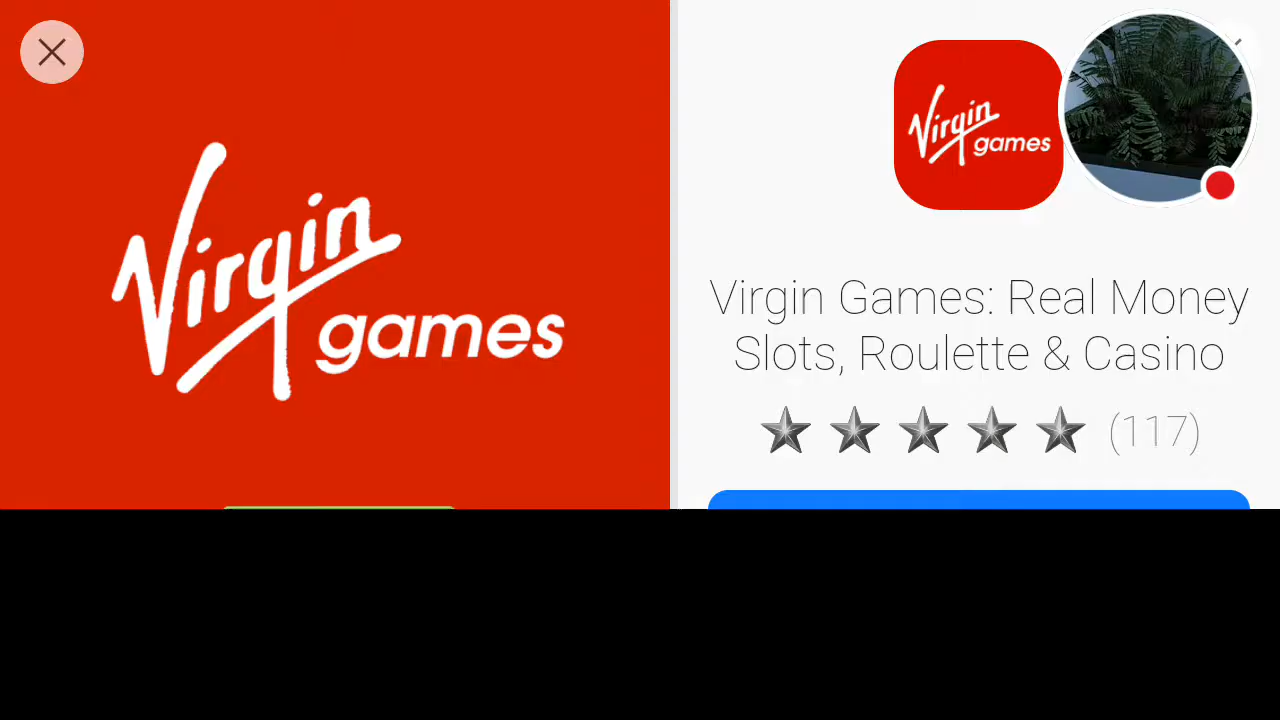 Virgin
games
Virgin
games
Virgin Games: Real Money
Slots, Roulette & Casino
(117)